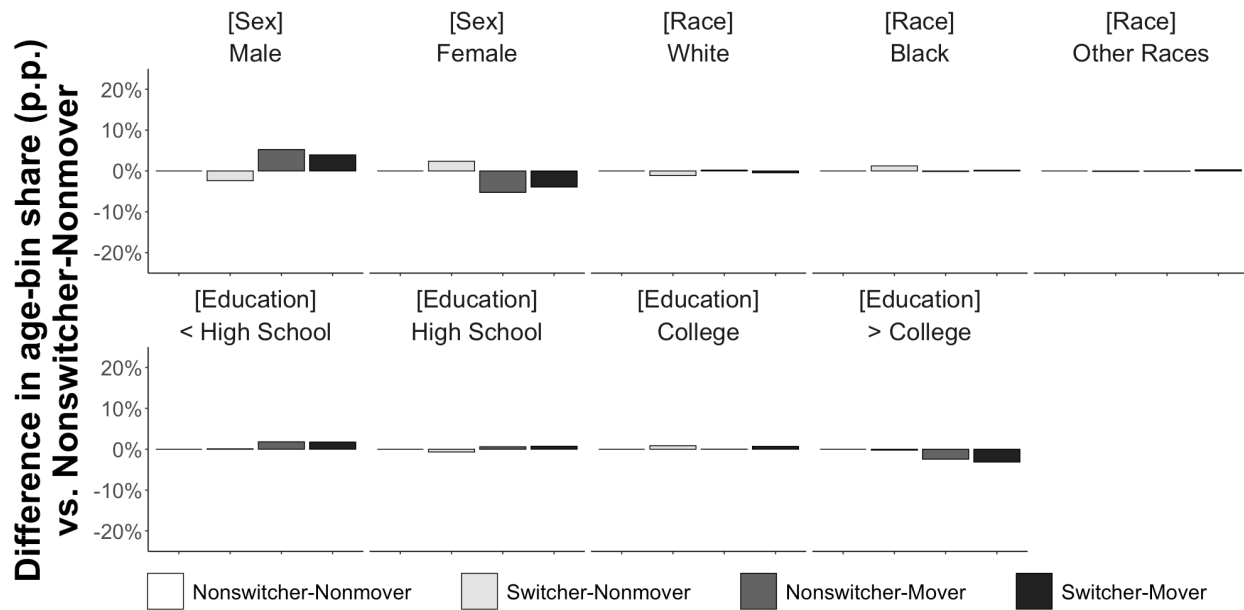 Difference in age-bin share (p.p.)
vs. Nonswitcher-Nonmover
[Sex]
Male
[Sex]
Female
[Race]
White
[Race]
Black
[Race]
Other Races
20%
10%
0%
-10%
-20%
[Education]
< High School
[Education]
High School
[Education]
College
[Education]
> College
20%
10%
0%
-10%
-20%
Nonswitcher-Nonmover
Switcher-Nonmover
Nonswitcher-Mover
Switcher-Mover